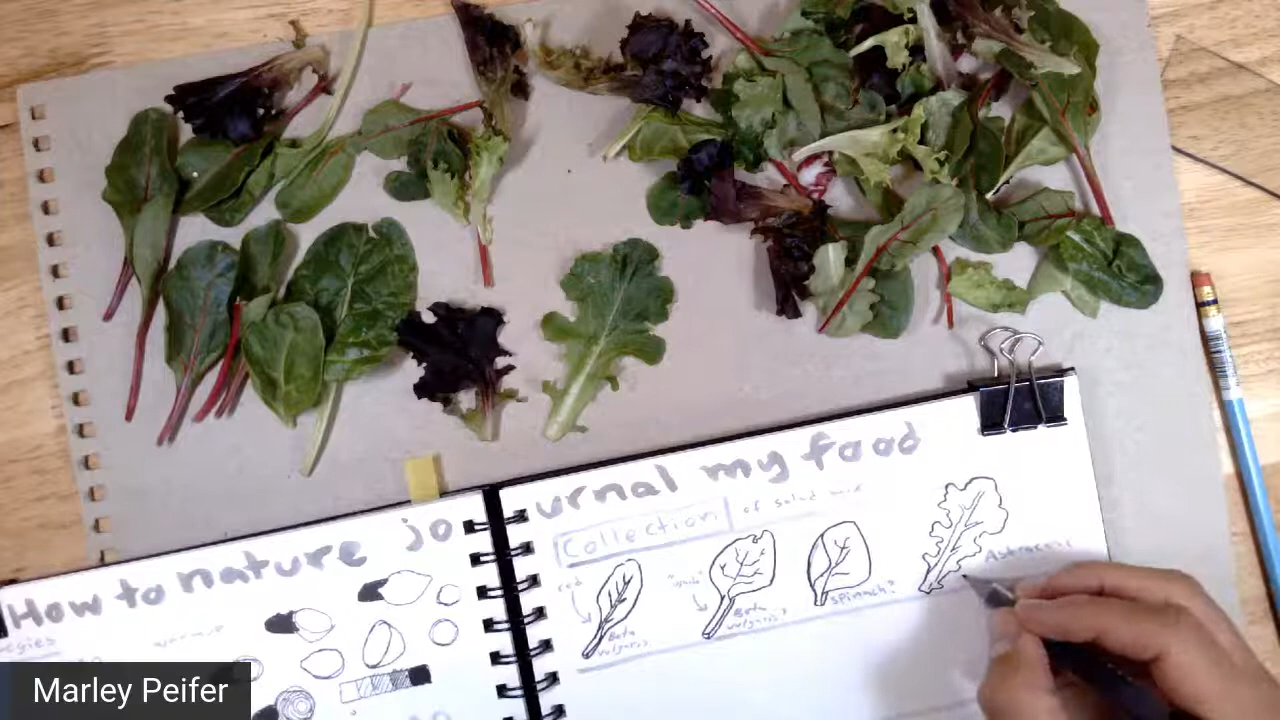 How to nature journal my food
Collection of salad mix
red
"white"
Beta
vulgaris.
Beta
vulgaris?
spinach?
Asteraceae
Marley Peifer